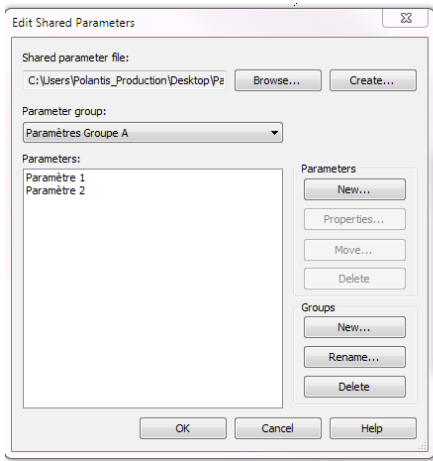 Edit Shared Parameters
Shared parameter file:
C:\Users\Polantis_Production\Desktop\Pa
Browse...
Create...
Parameter group:
Paramètres Groupe A
Parameters:
Paramètre 1
Paramètre 2
Parameters
New...
Properties...
Move...
Delete
Groups
New...
Rename...
Delete
OK
Cancel
Help